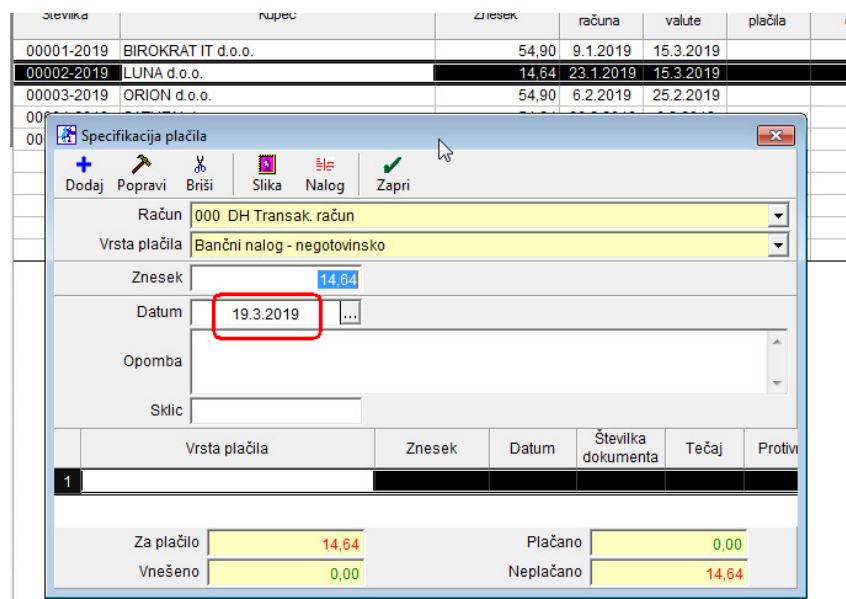 Številka Kupec Znesek računa valute plačila
00001-2019 BIROKRAT IT d.o.o. 54,90 9.1.2019 15.3.2019
00002-2019 LUNA d.o.o. 14,64 23.1.2019 15.3.2019
00003-2019 ORION d.o.o. 54,90 6.2.2019 25.2.2019
Specifikacija plačila
Dodaj Popravi Briši Slika Nalog Zapri
Račun 000 DH Transak. račun
Vrsta plačila Bančni nalog - negotovinsko
Znesek 14,64
Datum 19.3.2019 ...
Opomba
Sklic
Vrsta plačila Znesek Datum Številka dokumenta Tečaj Protivr
1
Za plačilo 14,64 Plačano 0,00
Vnešeno 0,00 Neplačano 14,64